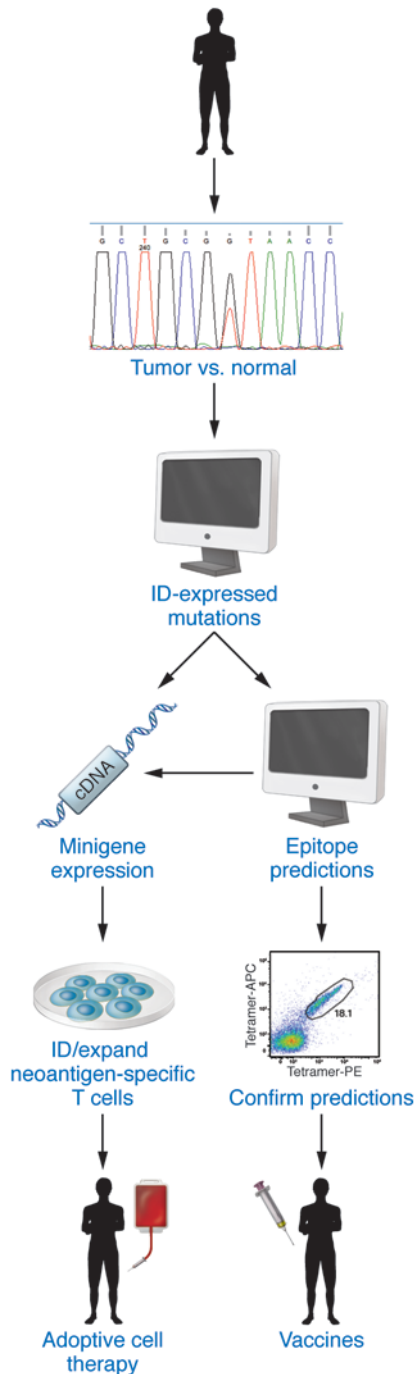 G C T G C G G T A A C C
240
Tumor vs. normal
ID-expressed
mutations
cDNA
Minigene
expression
Epitope
predictions
ID/expand
neoantigen-specific
T cells
Tetramer-APC
18.1
Tetramer-PE
Confirm predictions
Adoptive cell
therapy
Vaccines